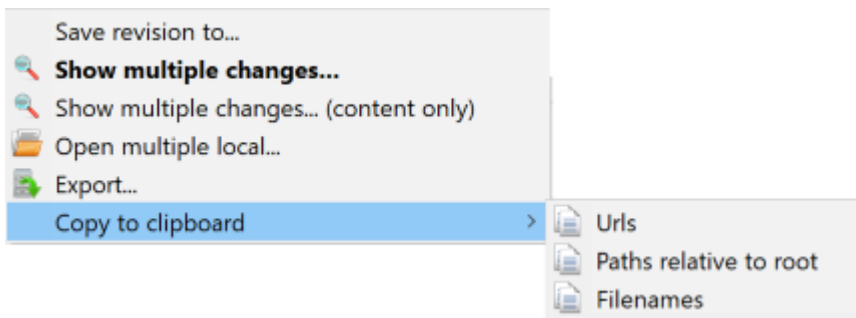 Save revision to...
Show multiple changes...
Show multiple changes... (content only)
Open multiple local...
Export...
Copy to clipboard
Urls
Paths relative to root
Filenames